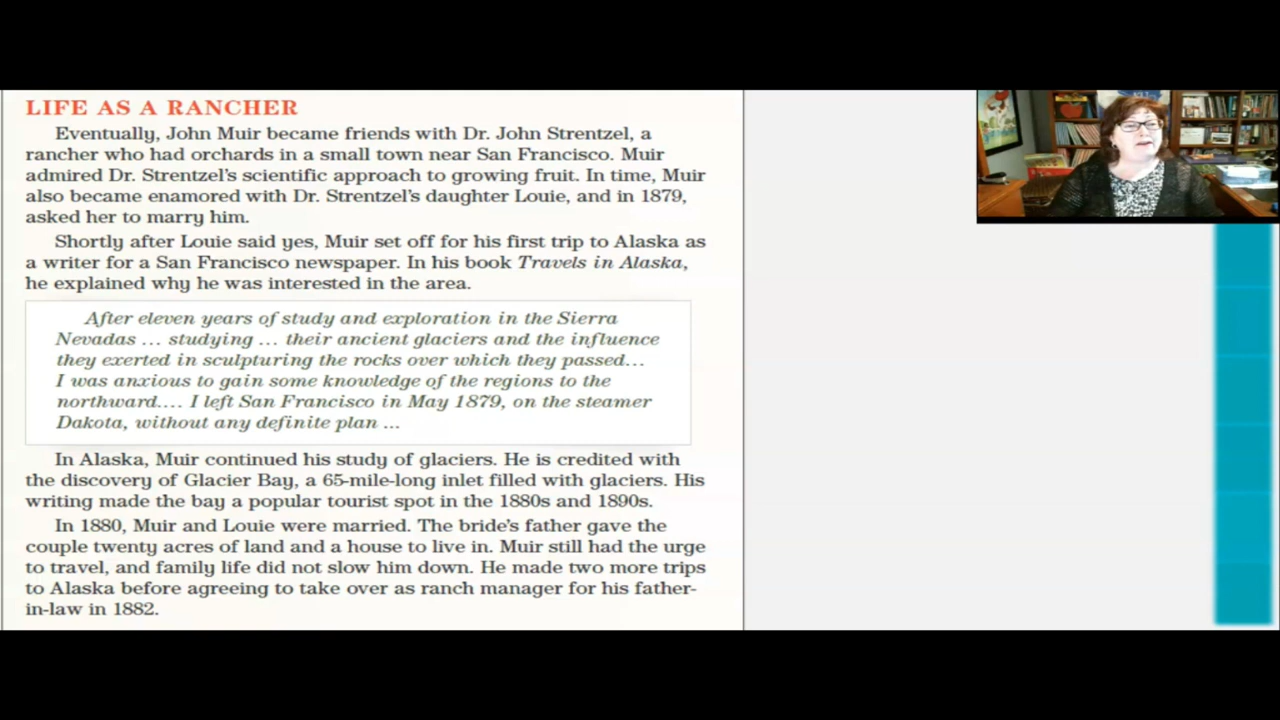 LIFE AS A RANCHER
Eventually, John Muir became friends with Dr. John Strentzel, a
rancher who had orchards in a small town near San Francisco. Muir
admired Dr. Strentzel's scientific approach to growing fruit. In time, Muir
also became enamored with Dr. Strentzel's daughter Louie, and in 1879,
asked her to marry him.
Shortly after Louie said yes, Muir set off for his first trip to Alaska as
a writer for a San Francisco newspaper. In his book Travels in Alaska,
he explained why he was interested in the area.
After eleven years of study and exploration in the Sierra
Nevadas ... studying ... their ancient glaciers and the influence
they exerted in sculpturing the rocks over which they passed...
I was anxious to gain some knowledge of the regions to the
northward.... I left San Francisco in May 1879, on the steamer
Dakota, without any definite plan ...
In Alaska, Muir continued his study of glaciers. He is credited with
the discovery of Glacier Bay, a 65-mile-long inlet filled with glaciers. His
writing made the bay a popular tourist spot in the 1880s and 1890s.
In 1880, Muir and Louie were married. The bride's father gave the
couple twenty acres of land and a house to live in. Muir still had the urge
to travel, and family life did not slow him down. He made two more trips
to Alaska before agreeing to take over as ranch manager for his father-
in-law in 1882.